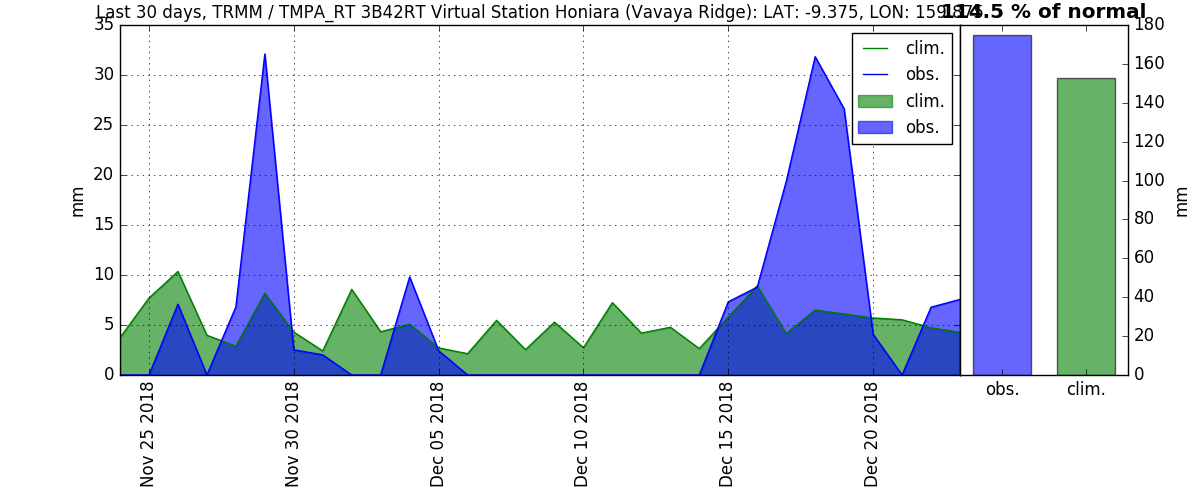 Last 30 days, TRMM / TMPA_RT 3B42RT Virtual Station Honiara (Vavaya Ridge): LAT: -9.375, LON:
114.5 % of normal
35
30
25
20
15
10
5
0
mm
clim.
obs.
clim.
obs.
Nov 25 2018
Nov 30 2018
Dec 05 2018
Dec 10 2018
Dec 15 2018
Dec 20 2018
180
160
140
120
100
80
60
40
20
0
mm
obs.
clim.